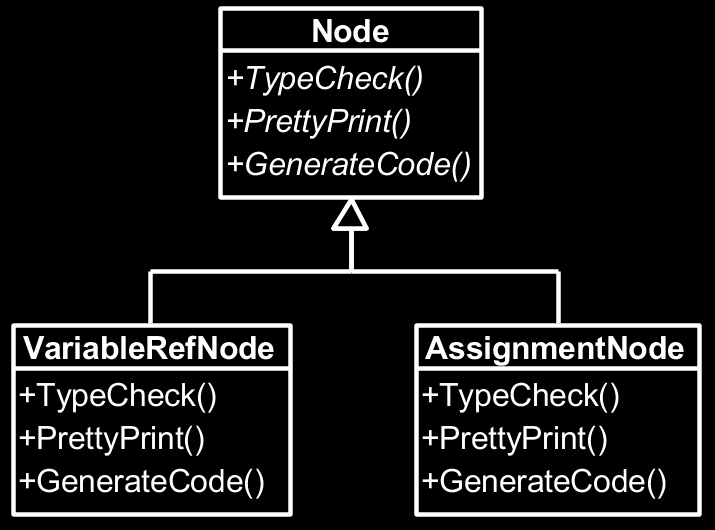 Node
+TypeCheck()
+PrettyPrint()
+GenerateCode()
VariableRefNode
+TypeCheck()
+PrettyPrint()
+GenerateCode()
AssignmentNode
+TypeCheck()
+PrettyPrint()
+GenerateCode()